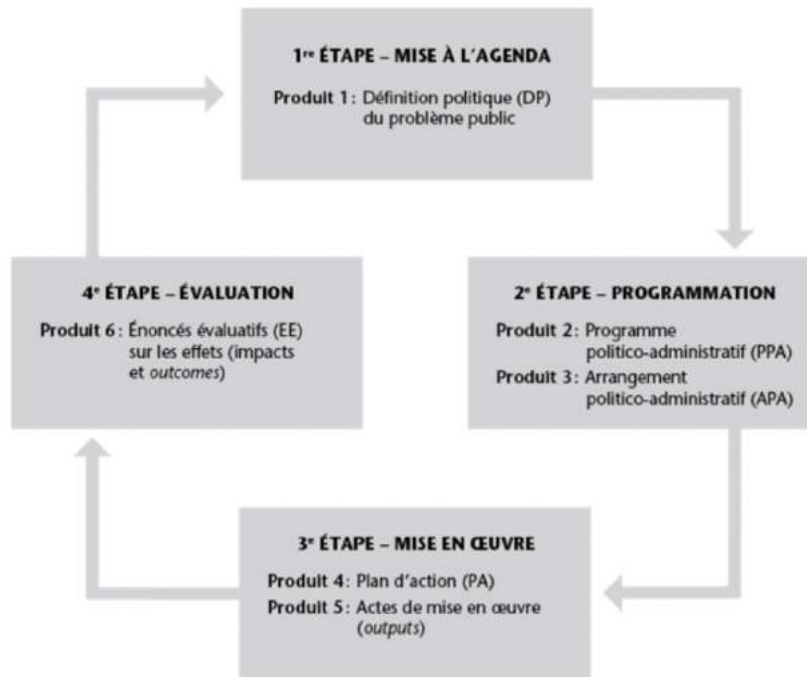 1re ÉTAPE – MISE À L'AGENDA
Produit 1 : Définition politique (DP)
du problème public
2e ÉTAPE – PROGRAMMATION
Produit 2 : Programme
politico-administratif (PPA)
Produit 3 : Arrangement
politico-administratif (APA)
3e ÉTAPE – MISE EN ŒUVRE
Produit 4 : Plan d'action (PA)
Produit 5 : Actes de mise en œuvre
(outputs)
4e ÉTAPE – ÉVALUATION
Produit 6 : Énoncés évaluatifs (EE)
sur les effets (impacts
et outcomes)